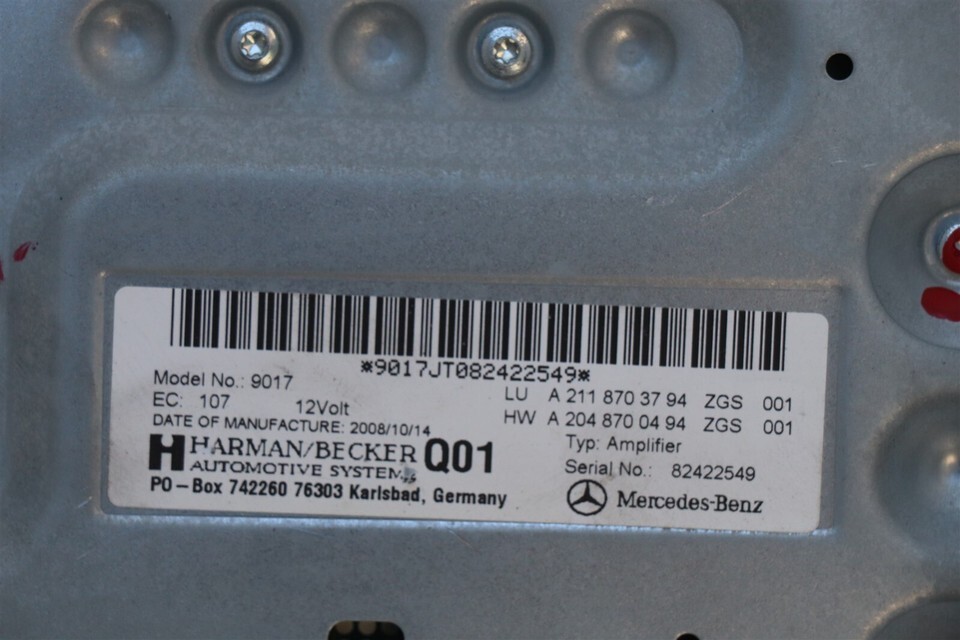 *9017JT082422549*
Model No.: 9017
EC: 107 12Volt
DATE OF MANUFACTURE: 2008/10/14
HARMAN/BECKER Q01
AUTOMOTIVE SYSTEMS
PO-Box 742260 76303 Karlsbad, Germany
LU A 211 870 37 94 ZGS 001
HW A 204 870 04 94 ZGS 001
Typ: Amplifier
Serial No.: 82422549
Mercedes-Benz